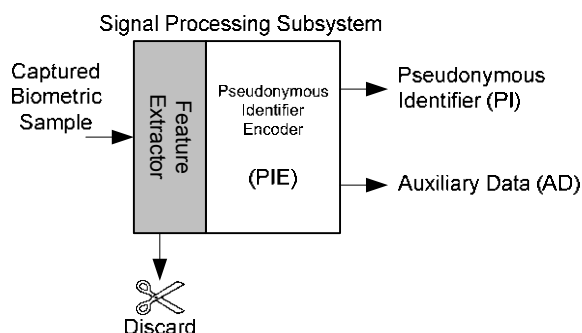 Signal Processing Subsystem
Captured
Biometric
Sample
Feature
Extractor
Pseudonymous
Identifier
Encoder
(PIE)
Pseudonymous
Identifier (PI)
Auxiliary Data (AD)
Discard